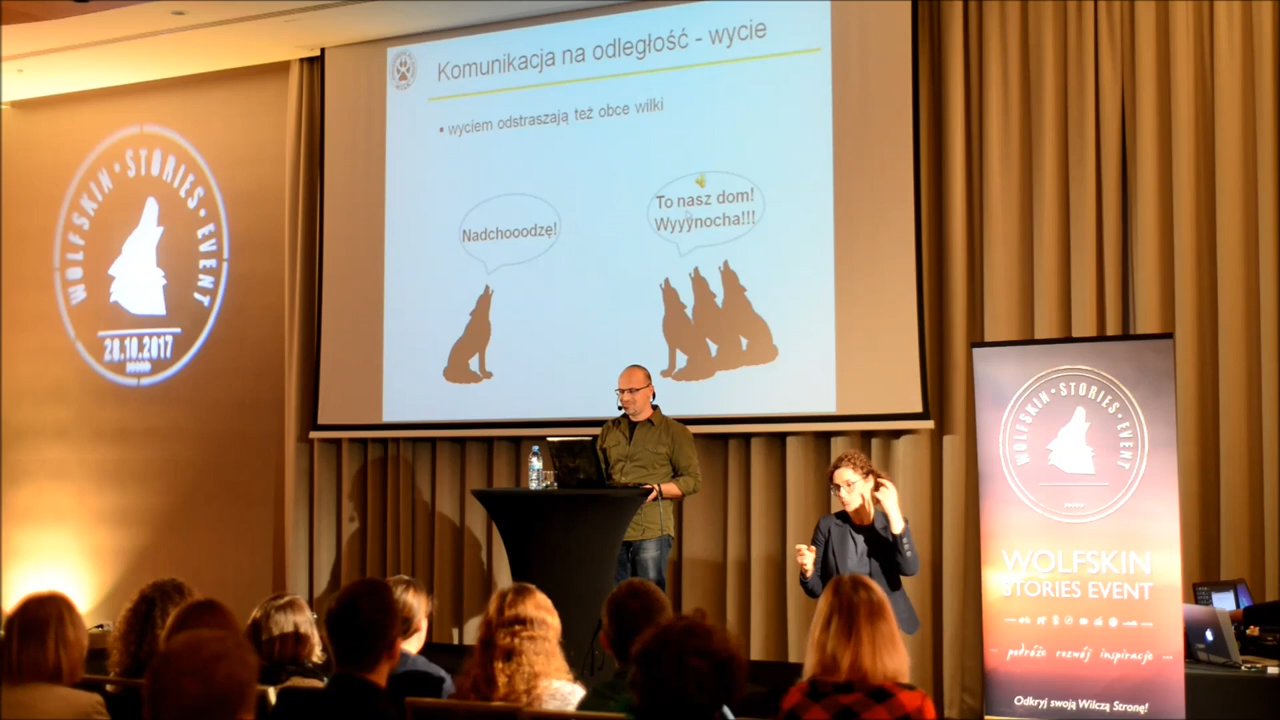 WOLFSKIN • STORIES • EVENT
28.10.2017
Komunikacja na odległość - wycie
▪ wyciem odstraszają też obce wilki
Nadchooodzę!
To nasz dom!
Wyyynocha!!!
WOLFSKIN • STORIES • EVENT
WOLFSKIN
STORIES EVENT
podróże rozwój inspiracje
Odkryj swoją Wilczą Stronę!